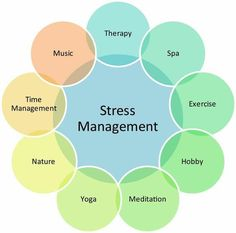 Therapy
Spa
Exercise
Hobby
Meditation
Yoga
Nature
Time
Management
Music
Stress
Management